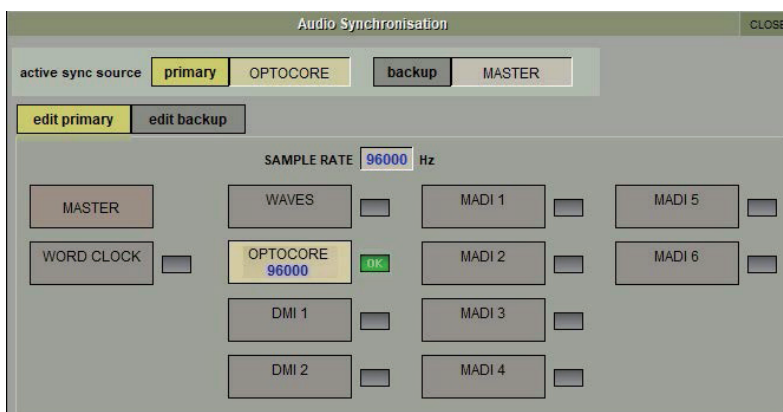 Audio Synchronisation
CLOSE
active sync source primary OPTOCORE backup MASTER
edit primary edit backup
SAMPLE RATE 96000 Hz
MASTER WAVES MADI 1 MADI 5
WORD CLOCK OPTOCORE 96000 OK MADI 2 MADI 6
DMI 1 MADI 3
DMI 2 MADI 4